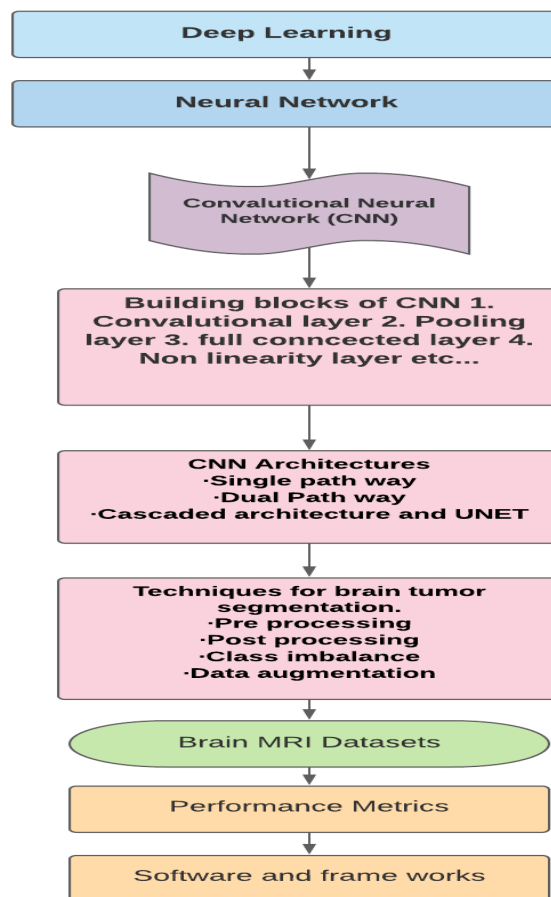 Deep Learning
Neural Network
Convalutional Neural
Network (CNN)
Building blocks of CNN 1.
Convalutional layer 2. Pooling
layer 3. full conncected layer 4.
Non linearity layer etc...
CNN Architectures
·Single path way
·Dual Path way
·Cascaded architecture and UNET
Techniques for brain tumor
segmentation.
·Pre processing
·Post processing
·Class imbalance
·Data augmentation
Brain MRI Datasets
Performance Metrics
Software and frame works